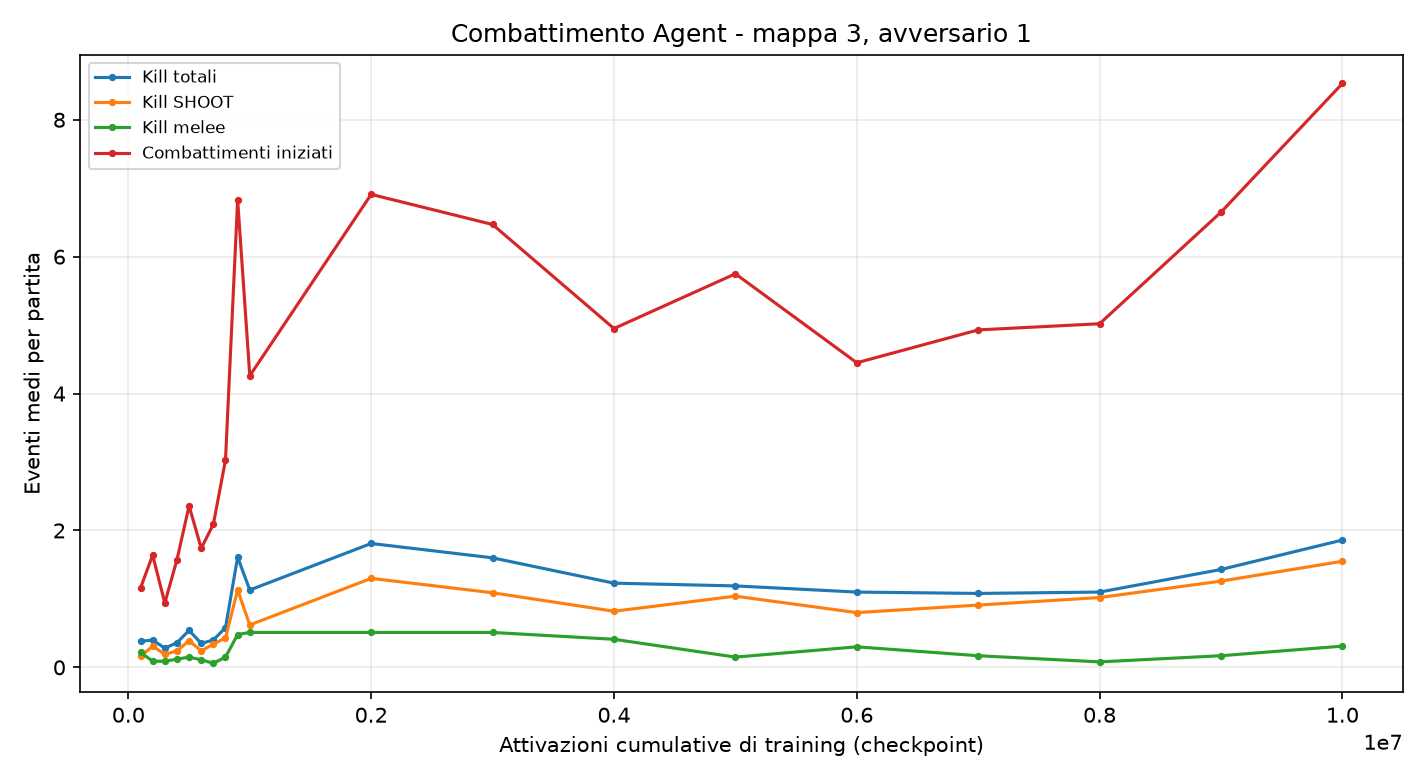 Combattimento Agent - mappa 3, avversario 1
Kill totali
Kill SHOOT
Kill melee
Combattimenti iniziati
Eventi medi per partita
8
6
4
2
0
0.0 0.2 0.4 0.6 0.8 1.0
1e7
Attivazioni cumulative di training (checkpoint)